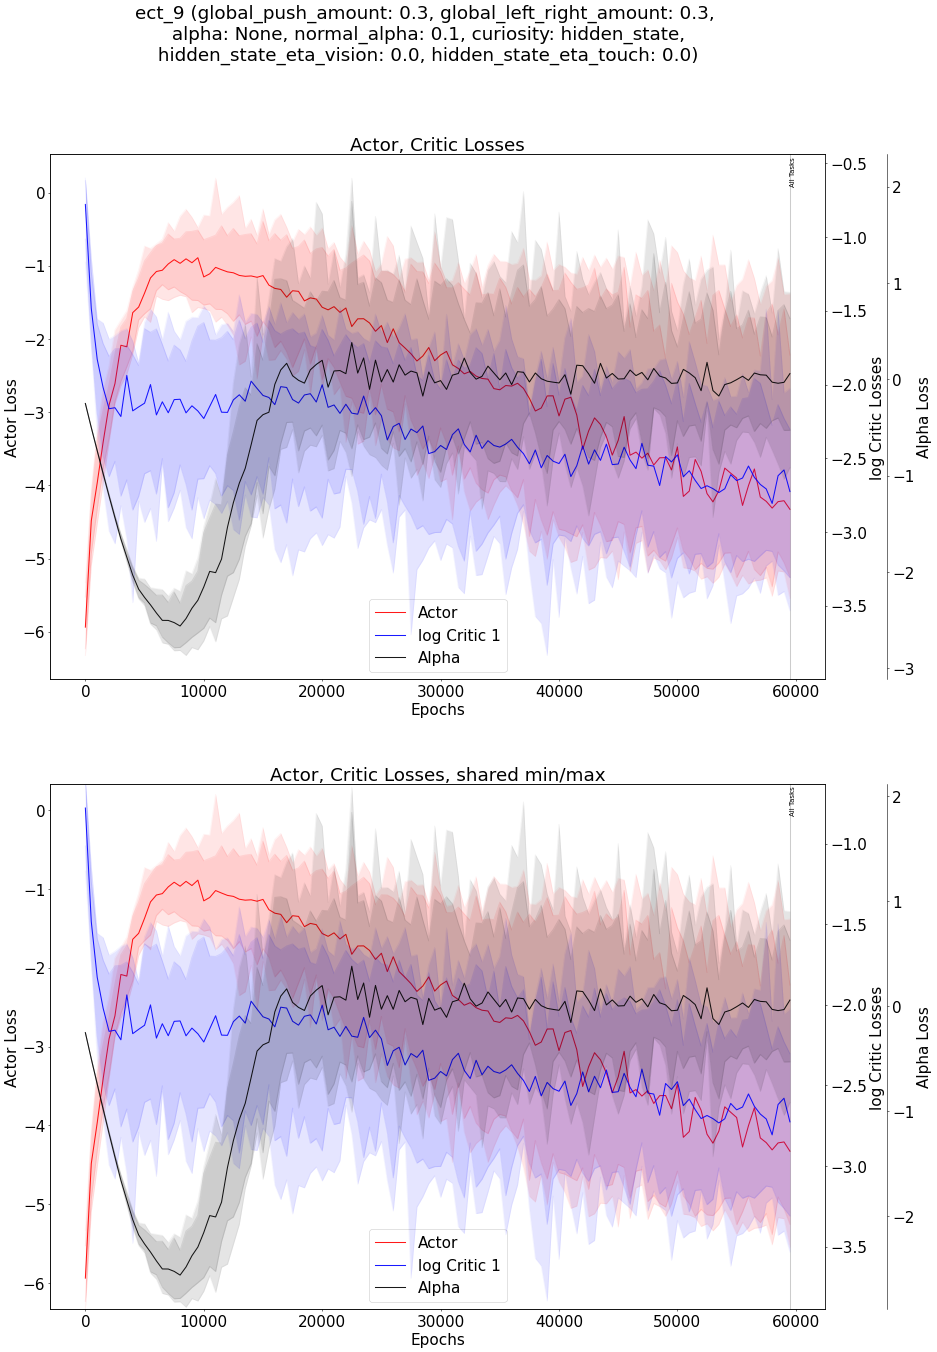 ect_9 (global_push_amount: 0.3, global_left_right_amount: 0.3,
alpha: None, normal_alpha: 0.1, curiosity: hidden_state,
hidden_state_eta_vision: 0.0, hidden_state_eta_touch: 0.0)
Actor, Critic Losses
Actor Loss
0
−1
−2
−3
−4
−5
−6
All Tasks
Actor
log Critic 1
Alpha
0 10000 20000 30000 40000 50000 60000
Epochs
−0.5
−1.0
−1.5
−2.0
−2.5
−3.0
−3.5
log Critic Losses
2
1
0
−1
−2
−3
Alpha Loss
Actor, Critic Losses, shared min/max
Actor Loss
0
−1
−2
−3
−4
−5
−6
All Tasks
Actor
log Critic 1
Alpha
0 10000 20000 30000 40000 50000 60000
Epochs
−1.0
−1.5
−2.0
−2.5
−3.0
−3.5
log Critic Losses
2
1
0
−1
−2
Alpha Loss